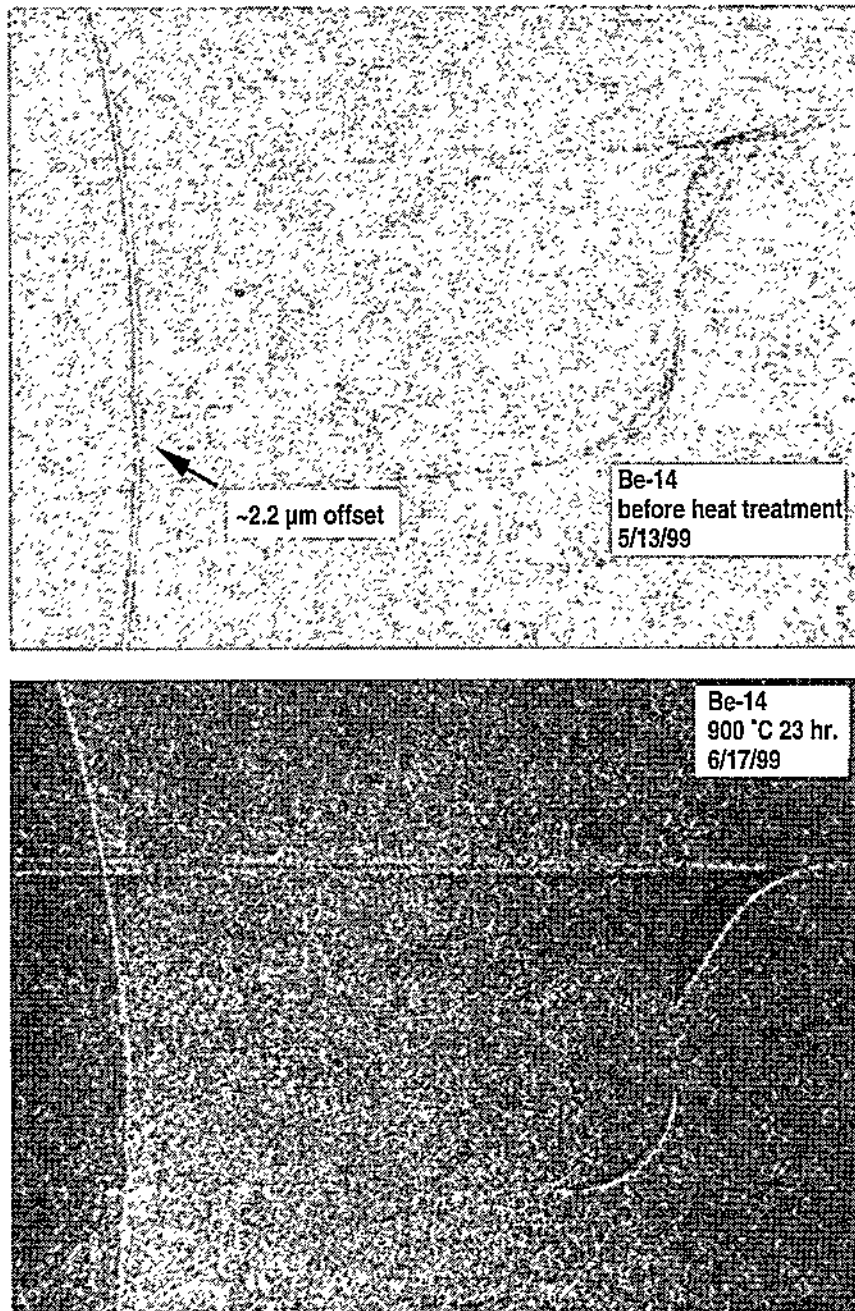 ~2.2 µm offset
Be-14
before heat treatment
5/13/99
Be-14
900 °C 23 hr.
6/17/99